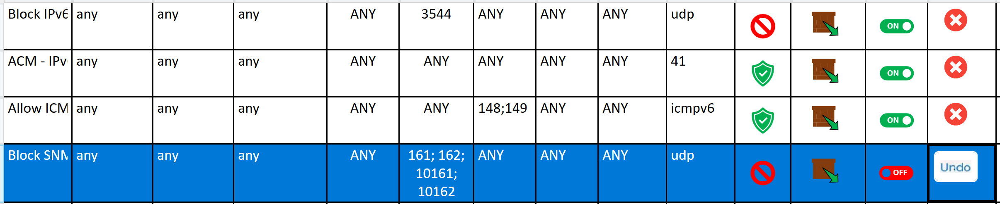 Block IPv6 any any any ANY 3544 ANY ANY ANY udp ON
ACM - IPv any any any ANY ANY ANY ANY ANY 41 ON
Allow ICM any any any ANY ANY 148;149 ANY ANY icmpv6 ON
Block SNM any any any ANY 161; 162; ANY ANY ANY udp
10161;
10162
OFF
Undo